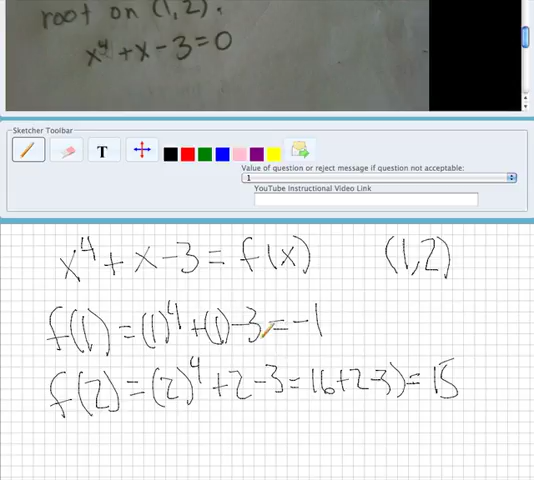 root on (1,2).
x⁴+x-3=0
Sketcher Toolbar
T
Value of question or reject message if question not acceptable:
1
YouTube Instructional Video Link
x⁴+x-3=f(x) (1,2)
f(1)=(1)⁴+(1)-3=-1
f(2)=(2)⁴+2-3=16+2-3)=15